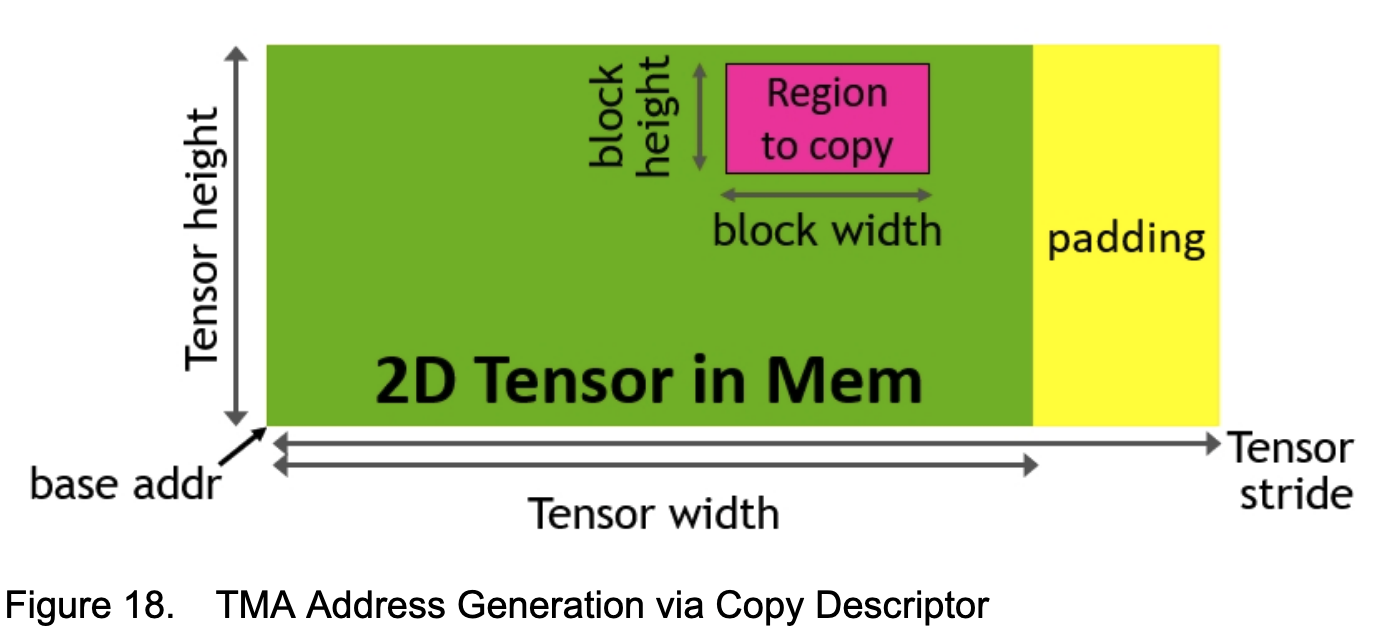 Tensor height
block
height
Region
to copy
block width
padding
2D Tensor in Mem
base addr
Tensor
stride
Tensor width
Figure 18. TMA Address Generation via Copy Descriptor